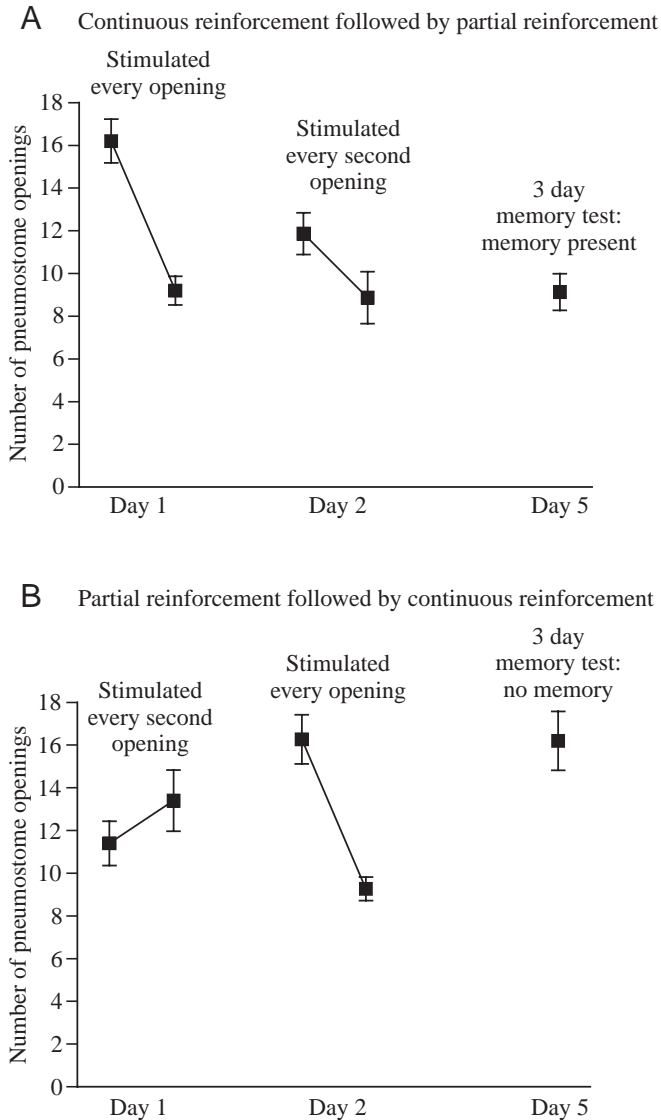 A Continuous reinforcement followed by partial reinforcement
Stimulated
every opening
Stimulated
every second
opening
3 day
memory test:
memory present
Number of pneumostome openings
18
16
14
12
10
8
6
4
2
0
Day 1 Day 2 Day 5
B Partial reinforcement followed by continuous reinforcement
Stimulated
every second
opening
Stimulated
every opening
3 day
memory test:
no memory
Number of pneumostome openings
18
16
14
12
10
8
6
4
2
0
Day 1 Day 2 Day 5